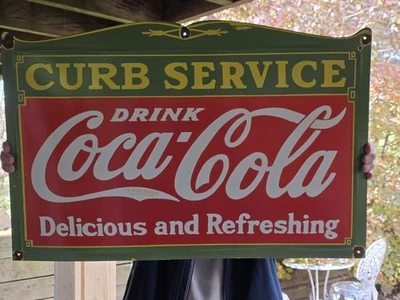 CURB SERVICE
DRINK
Coca-Cola
Delicious and Refreshing